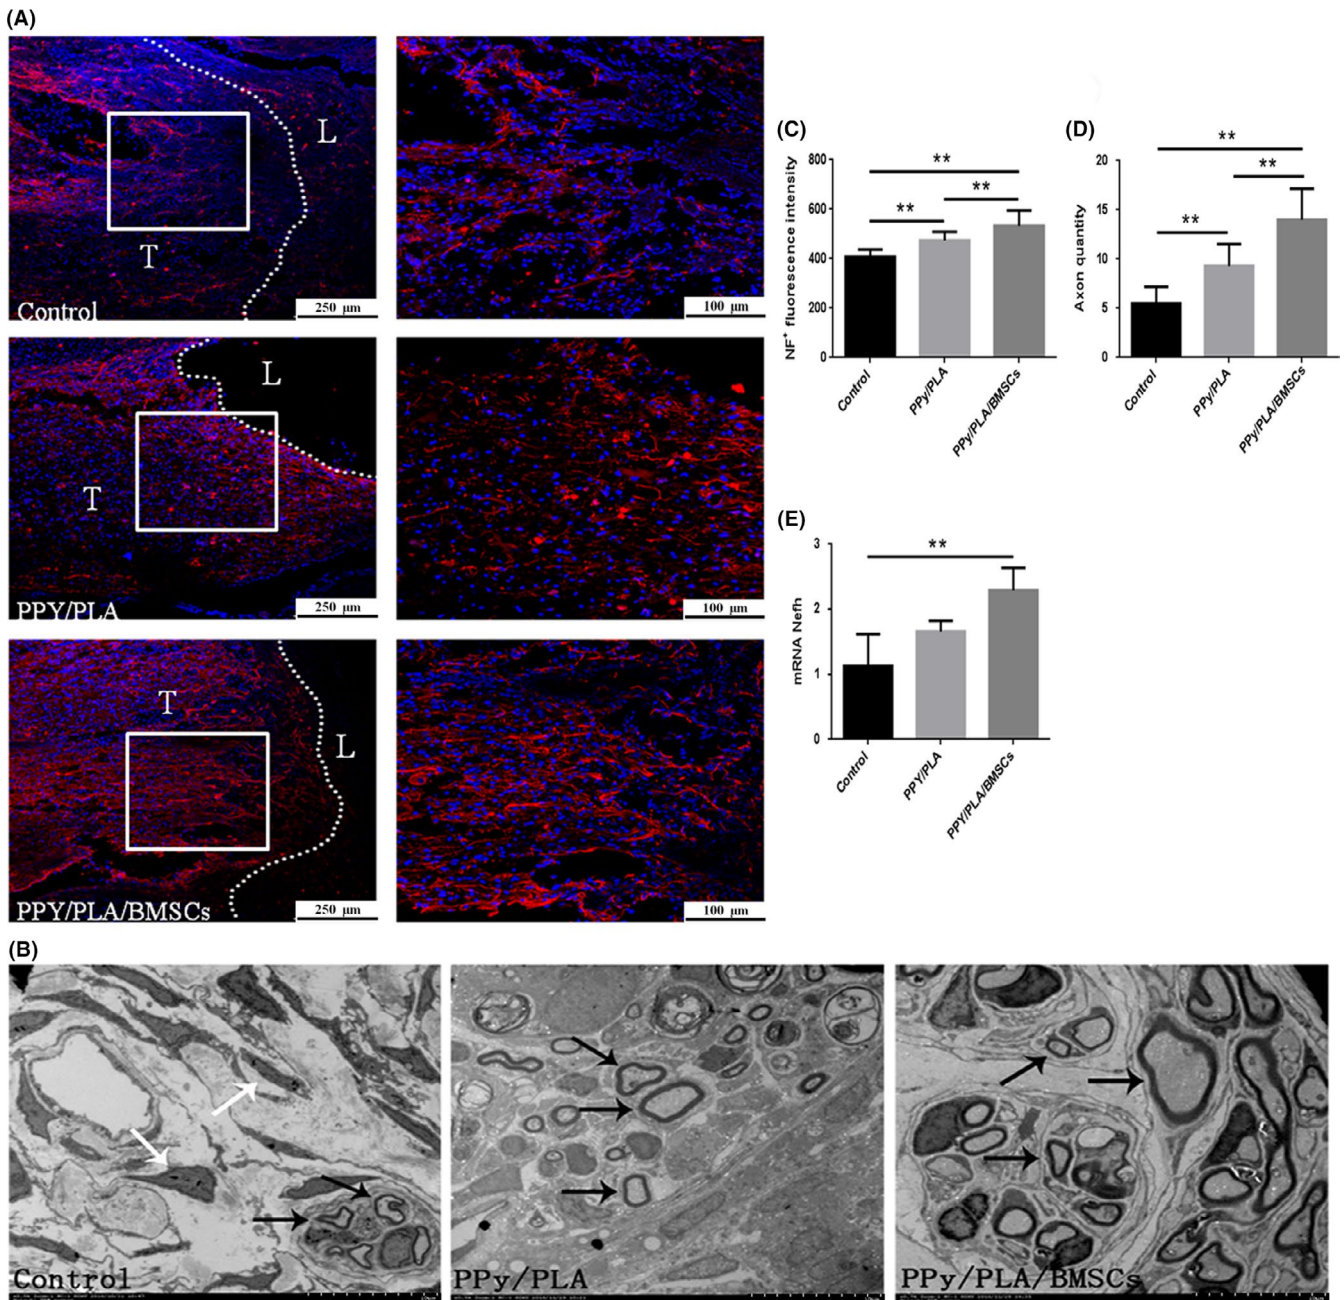 (A)
L
T
Control
250 μm
100 μm
L
T
PPY/PLA
250 μm
100 μm
T
L
PPY/PLA/BMSCs
250 μm
100 μm
(B)
Control
PPy/PLA
PPy/PLA/BMSCs
(C)
NF+ fluorescence intensity
800
600
400
200
0
**
**
**
Control
PPy/PLA
PPy/PLA/BMSCs
(D)
Axon quantity
20
15
10
5
0
**
**
**
Control
PPy/PLA
PPy/PLA/BMSCs
(E)
mRNA Nefh
3
2
1
0
**
Control
PPY/PLA
PPY/PLA/BMSCs